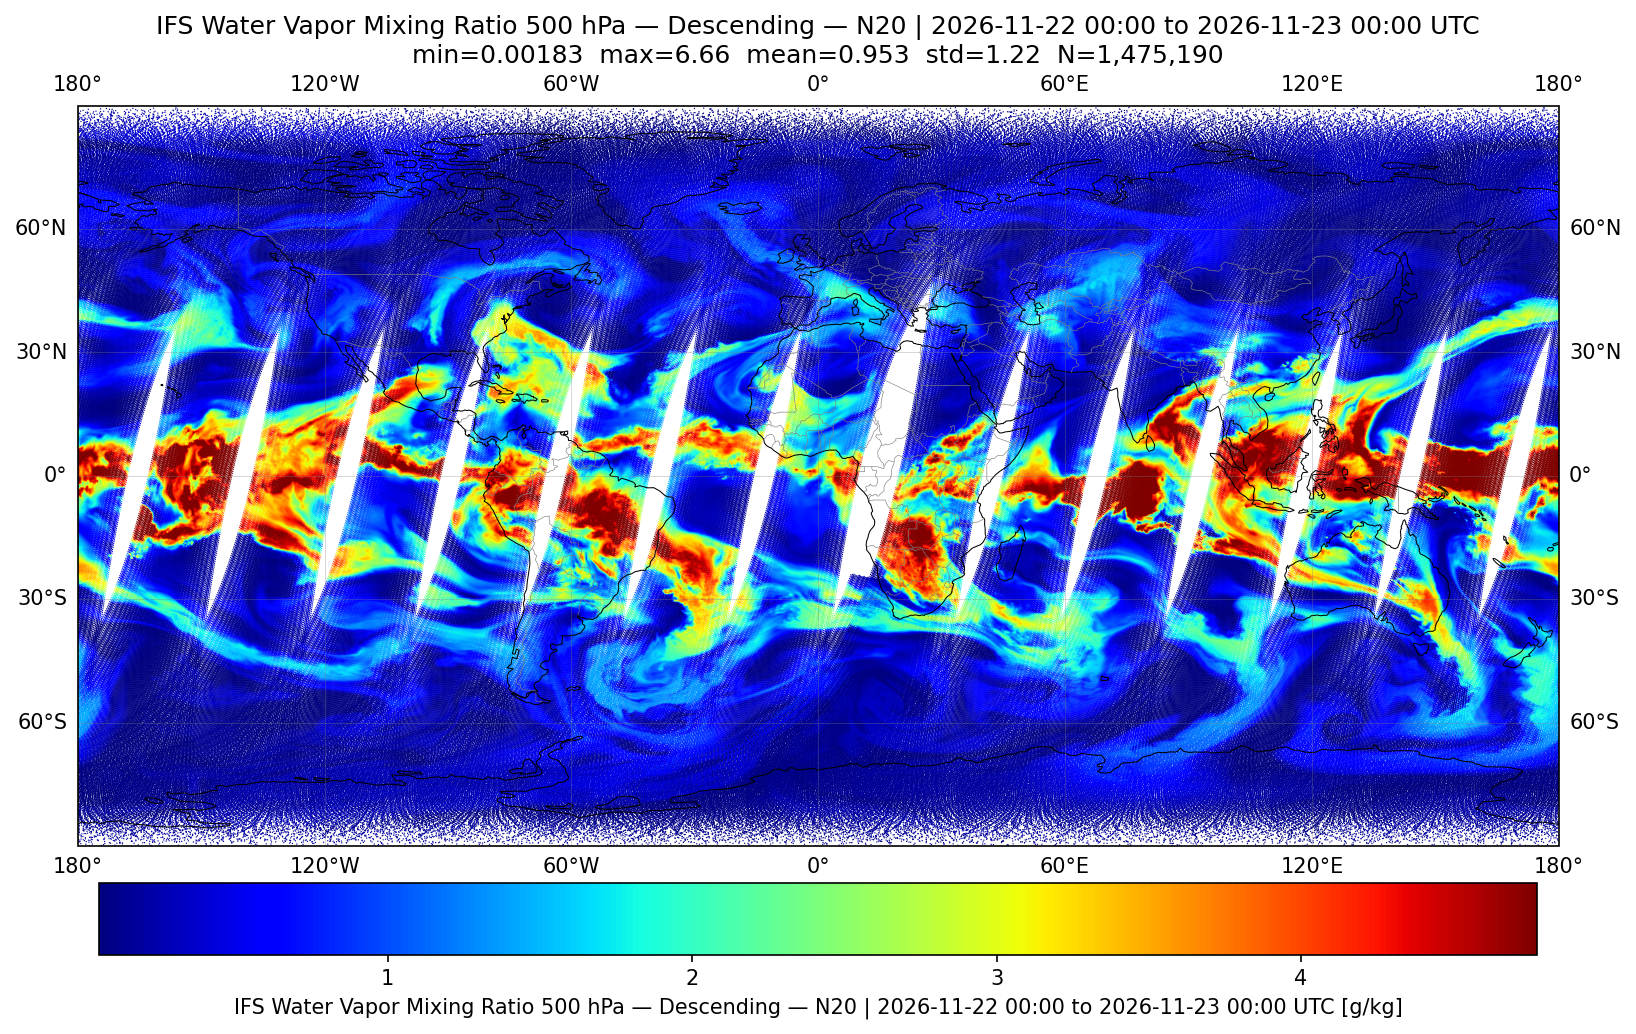 IFS Water Vapor Mixing Ratio 500 hPa — Descending — N20 | 2026-11-22 00:00 to 2026-11-23 00:00 UTC
min=0.00183  max=6.66  mean=0.953  std=1.22  N=1,475,190
180° 120°W 60°W 0° 60°E 120°E 180°
60°N 60°N
30°N 30°N
0° 0°
30°S 30°S
60°S 60°S
180° 120°W 60°W 0° 60°E 120°E 180°
1 2 3 4
IFS Water Vapor Mixing Ratio 500 hPa — Descending — N20 | 2026-11-22 00:00 to 2026-11-23 00:00 UTC [g/kg]